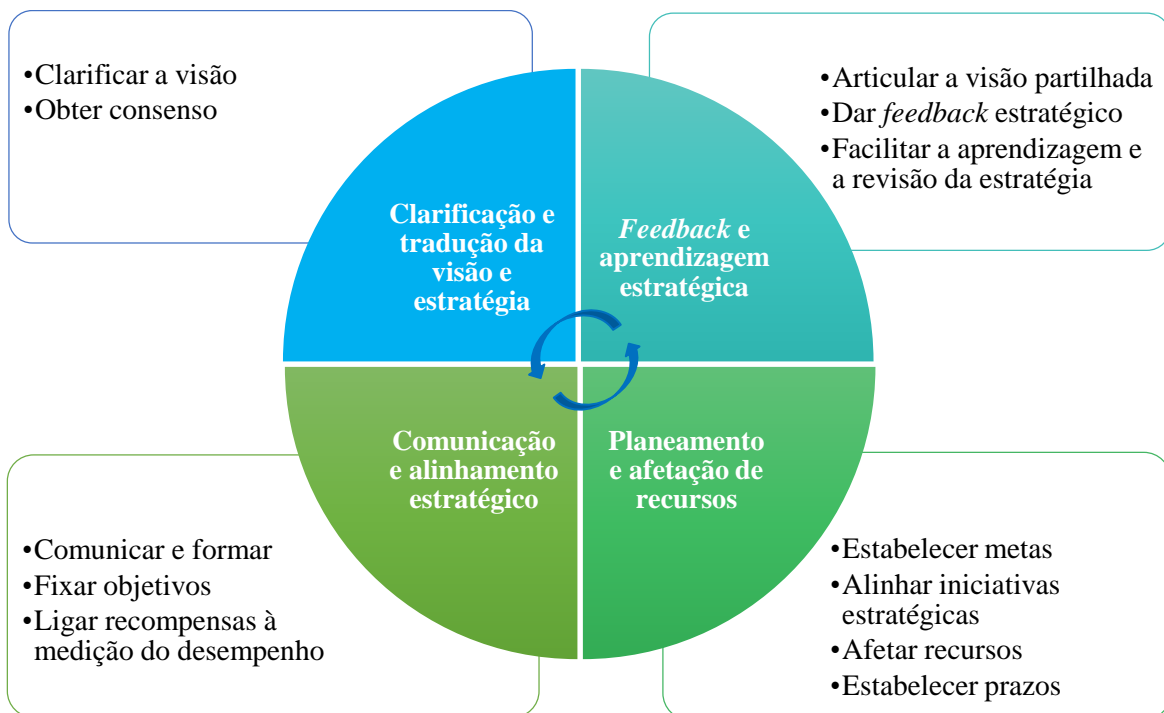 •Clarificar a visão
•Obter consenso
•Articular a visão partilhada
•Dar feedback estratégico
•Facilitar a aprendizagem e
a revisão da estratégia
Clarificação e
tradução da
visão e
estratégia
Feedback e
aprendizagem
estratégica
Comunicação
e alinhamento
estratégico
Planeamento
e afetação de
recursos
•Comunicar e formar
•Fixar objetivos
•Ligar recompensas à
medição do desempenho
•Estabelecer metas
•Alinhar iniciativas
estratégicas
•Afetar recursos
•Estabelecer prazos